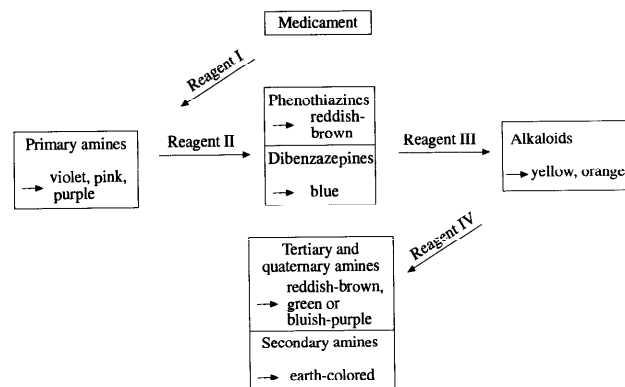 Medicament
Reagent I
Phenothiazines
→ reddish-
brown
Primary amines
→ violet, pink,
purple
Reagent II
Dibenzazepines
→ blue
Reagent III
Alkaloids
→ yellow, orange
Reagent IV
Tertiary and
quaternary amines
reddish-brown,
→ green or
bluish-purple
Secondary amines
→ earth-colored